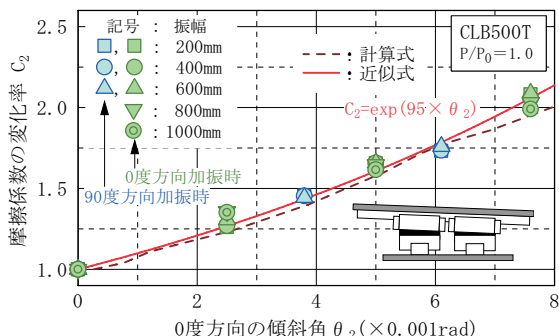 記号 : 振幅
, : 200mm
, : 400mm
, : 600mm
: 800mm
: 1000mm
0度方向加振時
90度方向加振時
: 計算式
: 近似式
C₂=exp(95×θ₂)
CLB500T
P/P₀=1.0
摩擦係数の変化率 C₂
2.5
2.0
1.5
1.0
0 2 4 6 8
0度方向の傾斜角 θ₂(×0.001rad)